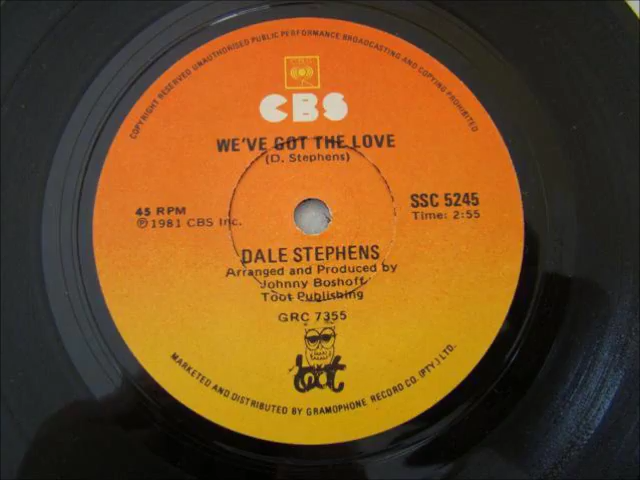 COPYRIGHT RESERVED UNAUTHORISED PUBLIC PERFORMANCE BROADCASTING AND COPYING PROHIBITED
CBS
WE'VE GOT THE LOVE
(D. Stephens)
45 RPM
℗1981 CBS Inc.
SSC 5245
Time: 2:55
DALE STEPHENS
Arranged and Produced by
Johnny Boshoff
Toot Publishing
GRC 7355
toot
MARKETED AND DISTRIBUTED BY GRAMOPHONE RECORD CO. (PTY.) LTD.